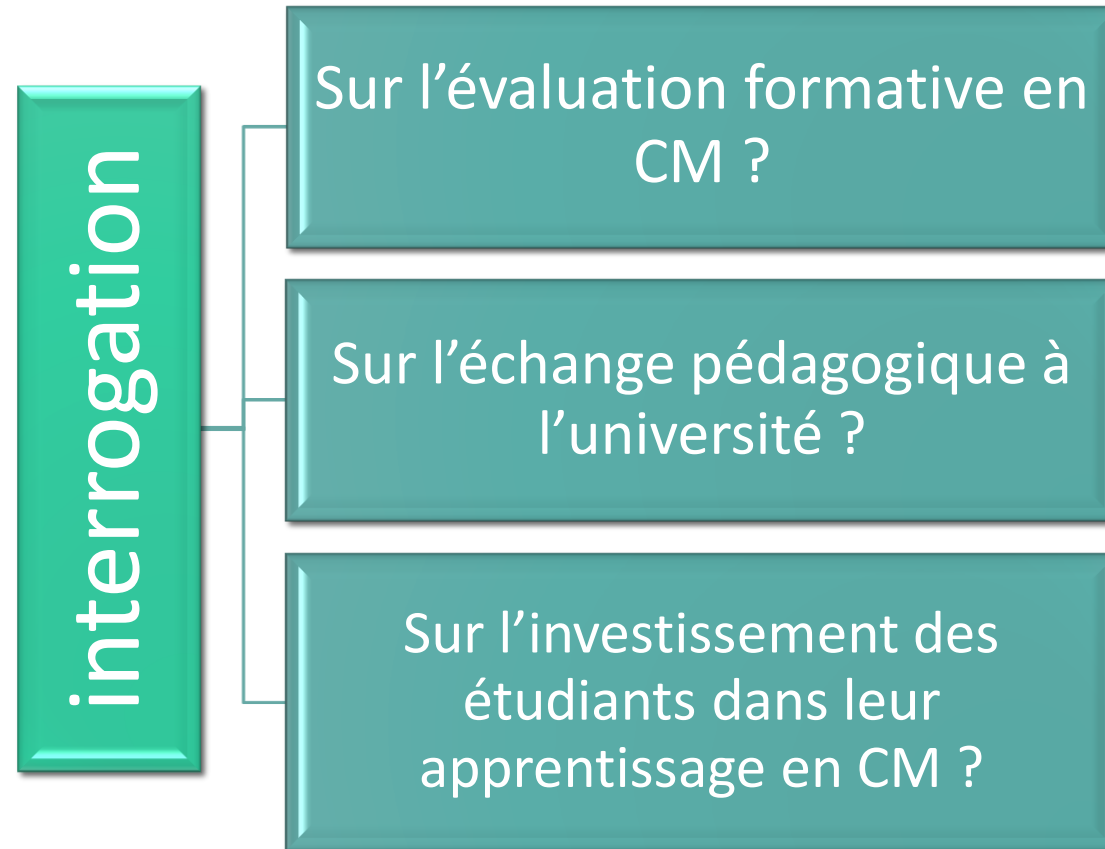 interrogation
Sur l’évaluation formative en
CM ?
Sur l’échange pédagogique à
l’université ?
Sur l’investissement des
étudiants dans leur
apprentissage en CM ?